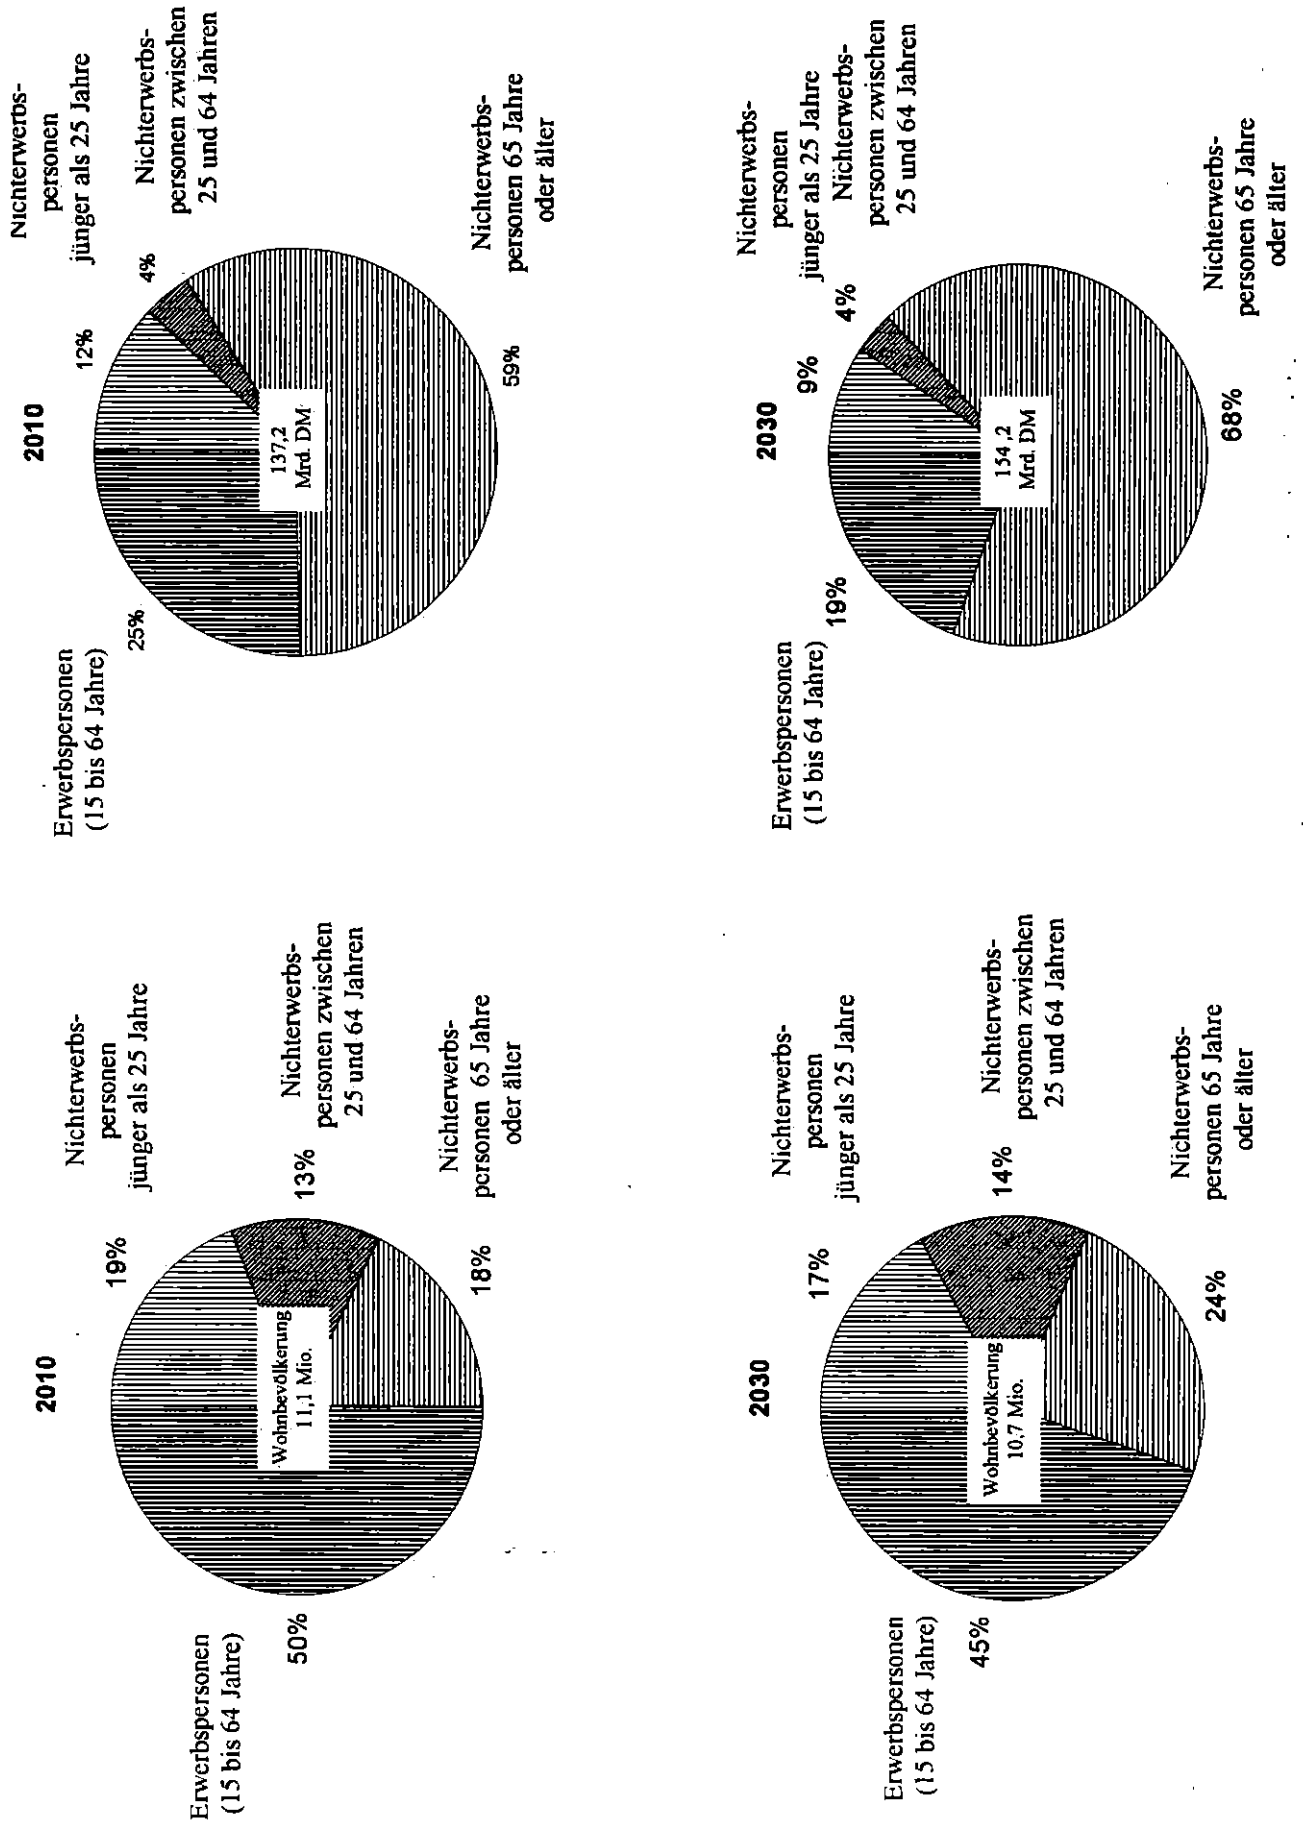 2010
Erwerbspersonen
(15 bis 64 Jahre)
50%
Wohnbevölkerung
11,1 Mio.
19%
Nichterwerbs-
personen
jünger als 25 Jahre
13%
Nichterwerbs-
personen zwischen
25 und 64 Jahren
18%
Nichterwerbs-
personen 65 Jahre
oder älter
2010
Erwerbspersonen
(15 bis 64 Jahre)
25%
137,2
Mrd. DM
12%
Nichterwerbs-
personen
jünger als 25 Jahre
4%
Nichterwerbs-
personen zwischen
25 und 64 Jahren
59%
Nichterwerbs-
personen 65 Jahre
oder älter
2030
Erwerbspersonen
(15 bis 64 Jahre)
45%
Wohnbevölkerung
10,7 Mio.
17%
Nichterwerbs-
personen
jünger als 25 Jahre
14%
Nichterwerbs-
personen zwischen
25 und 64 Jahren
24%
Nichterwerbs-
personen 65 Jahre
oder älter
2030
Erwerbspersonen
(15 bis 64 Jahre)
19%
154,2
Mrd. DM
9%
Nichterwerbs-
personen
jünger als 25 Jahre
4%
Nichterwerbs-
personen zwischen
25 und 64 Jahren
68%
Nichterwerbs-
personen 65 Jahre
oder älter